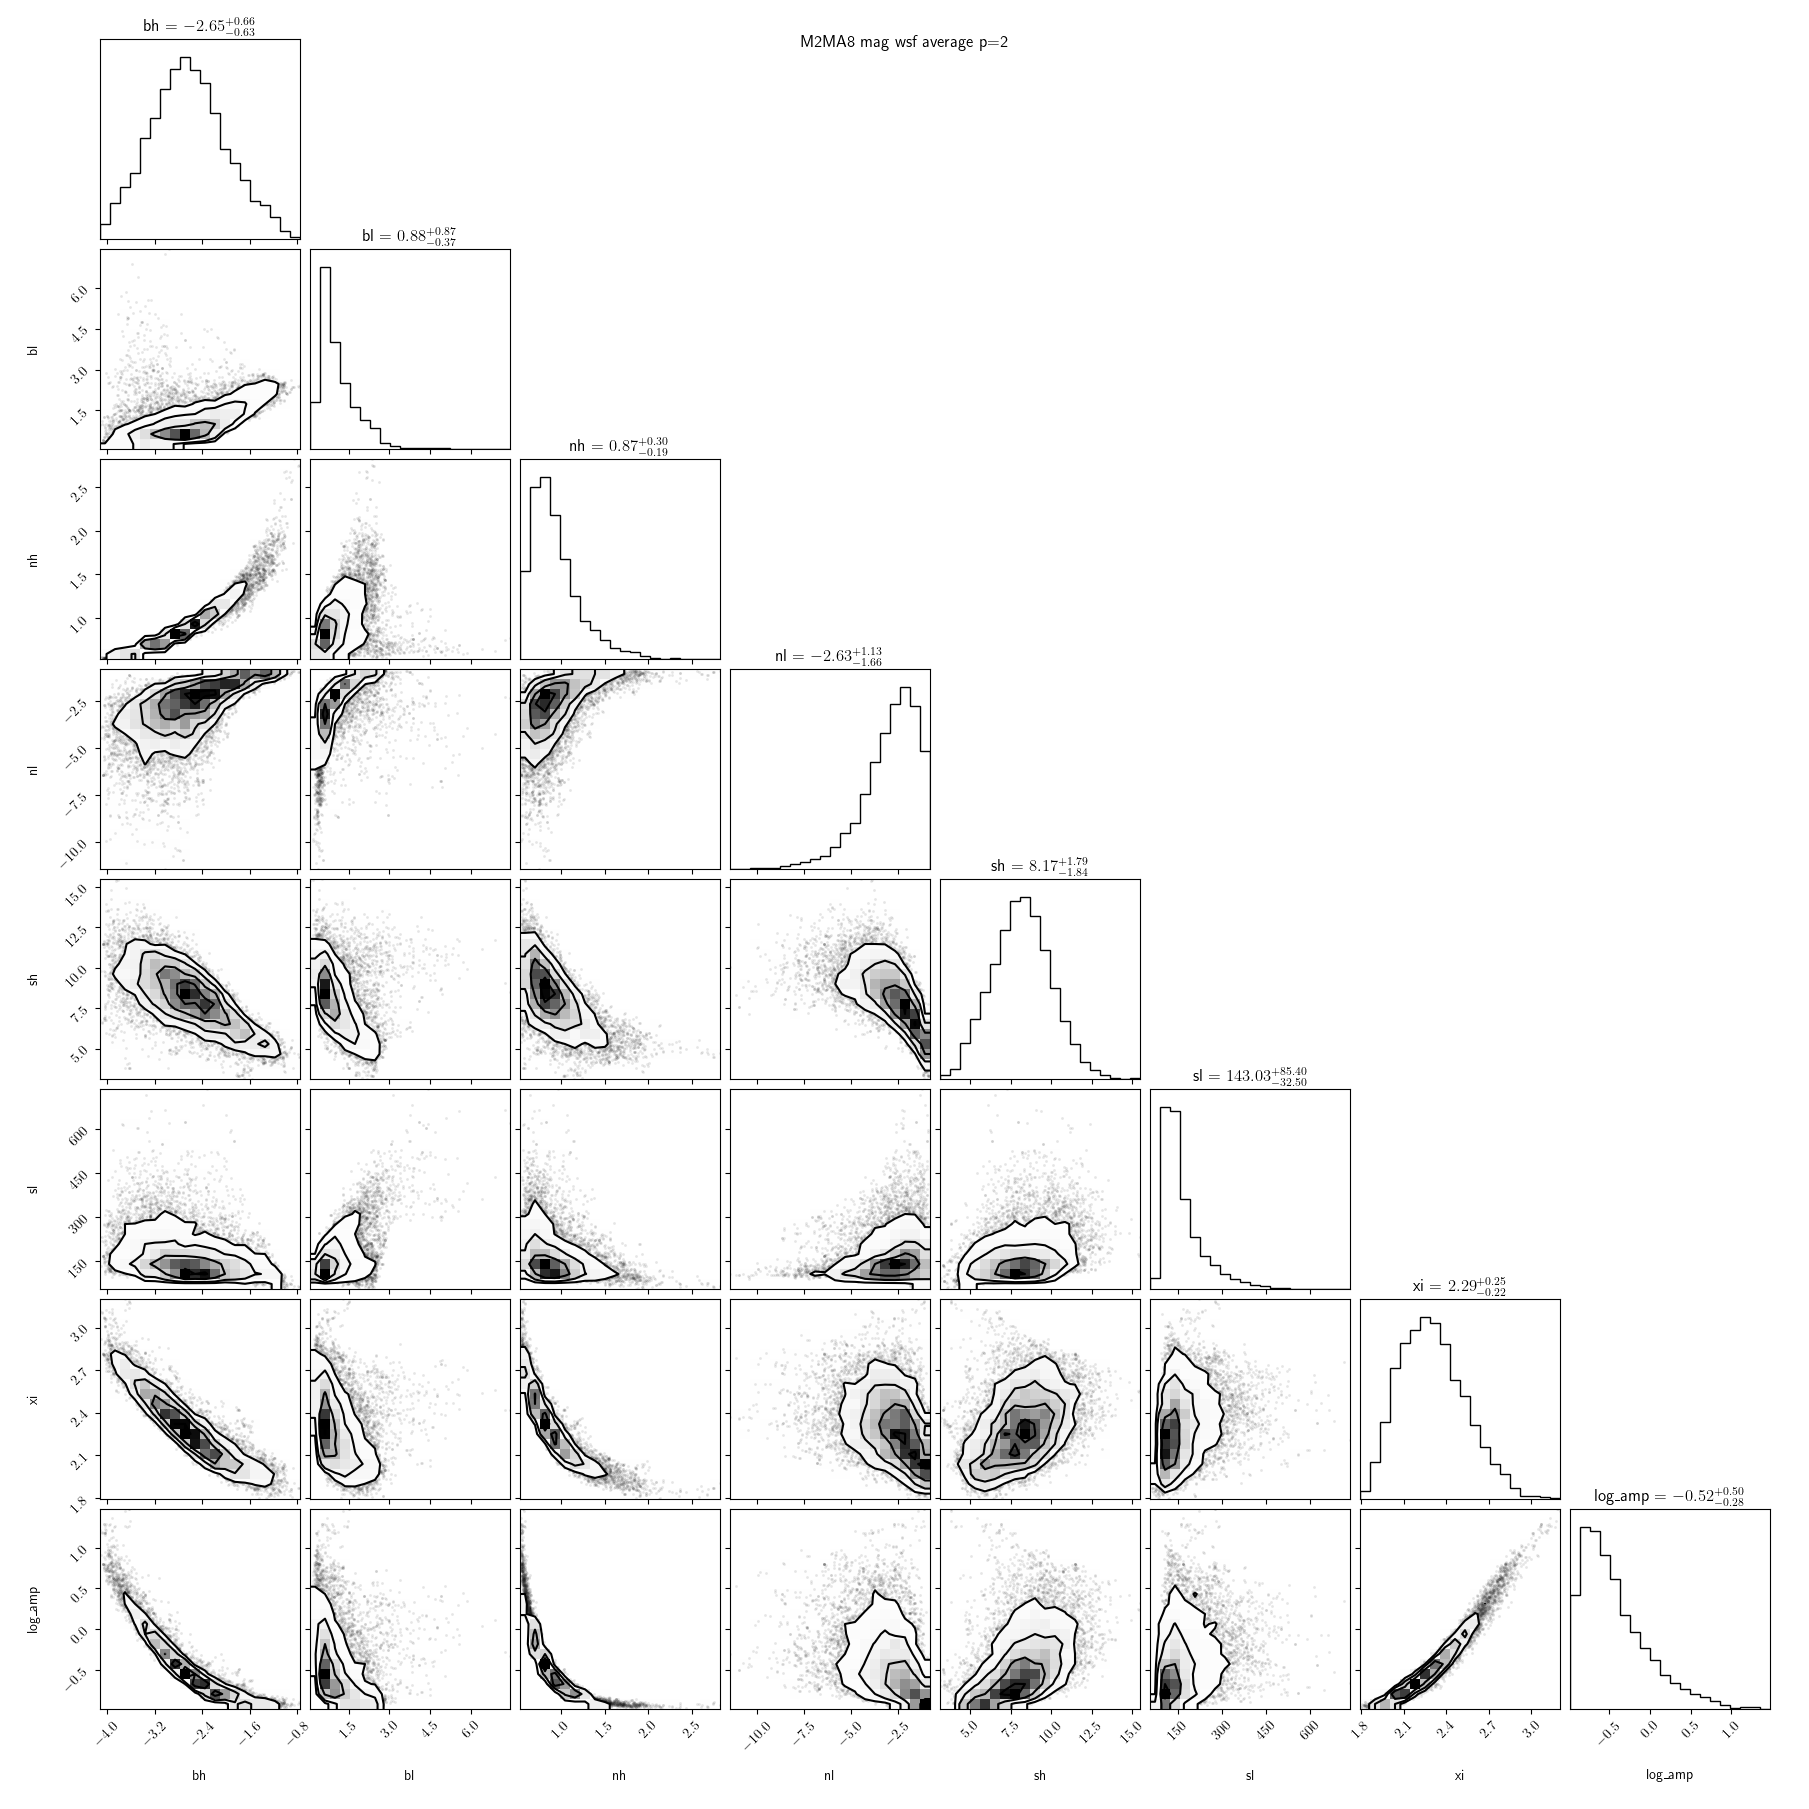 M2MA8 mag wsf average p=2
bh = −2.65+0.66 −0.63
bl = 0.88+0.87 −0.37
nh = 0.87+0.30 −0.19
nl = −2.63+1.13 −1.66
sh = 8.17+1.79 −1.84
sl = 143.03+85.40 −32.50
xi = 2.29+0.25 −0.22
log_amp = −0.52+0.50 −0.28
bl
6.0
4.5
3.0
1.5
nh
2.5
2.0
1.5
1.0
nl
−2.5
−5.0
−7.5
−10.0
sh
15.0
12.5
10.0
7.5
5.0
sl
600
450
300
150
xi
3.0
2.7
2.4
2.1
1.8
log_amp
1.0
0.5
0.0
−0.5
−4.0 −3.2 −2.4 −1.6 −0.8
1.5 3.0 4.5 6.0
1.0 1.5 2.0 2.5
−10.0 −7.5 −5.0 −2.5
5.0 7.5 10.0 12.5 15.0
150 300 450 600
1.8 2.1 2.4 2.7 3.0
−0.5 0.0 0.5 1.0
bh bl nh nl sh sl xi log_amp